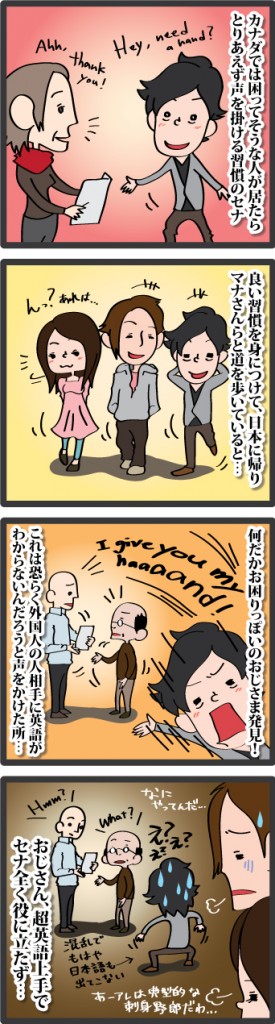 カナダでは困ってそうな人が居たら
とりあえず声を掛ける習慣のセナ
Hey, need
a hand?
Ahh,
thank
you!
良い習慣を身につけて、日本に帰り
マナさんらと道を歩いていると…
んっ?あれは…
何だかお困りっぽいのおじさま発見!
I give you my
haaaand!
これは恐らく外国人の人相手に英語が
わからないんだろうと声をかけた所…
なに
やってんだ…
Hmm?
What?
え?
え?
え?
混乱して
もはや
日本語も
出てこない
あーアレは典型的な
刺身野郎だわ…
おじさん、超英語上手で
セナ全く役に立たず…